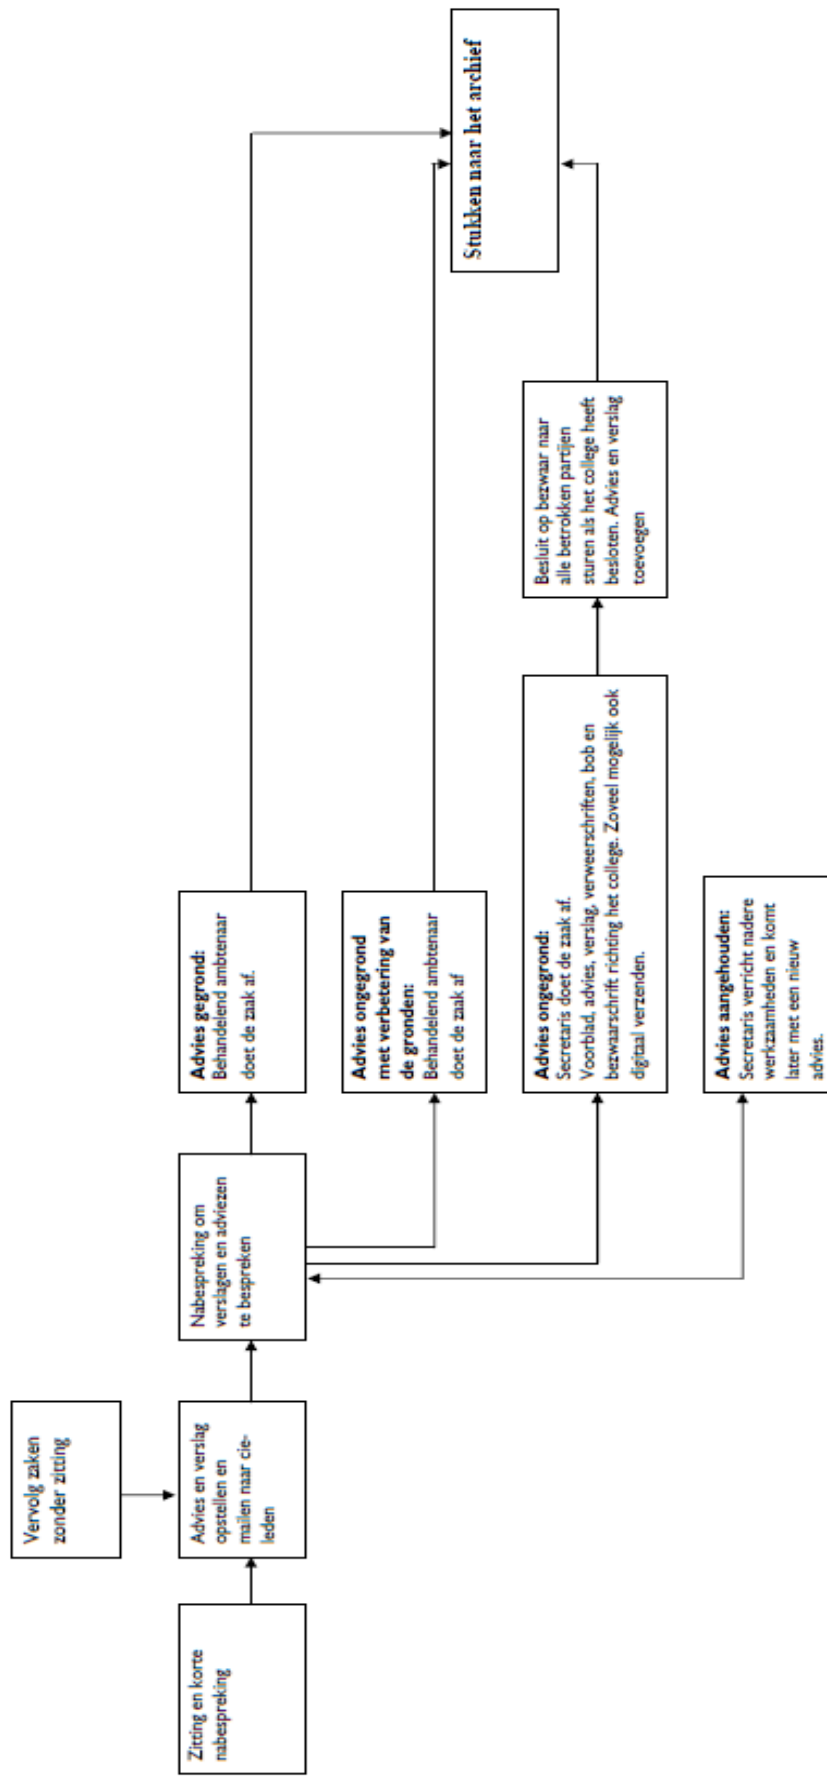 Vervolg zaken
zonder zitting
Zitting en korte
nabespreking
Advies en verslag
opstellen en
mailen naar cie-
leden
Nabespreking om
verslagen en adviezen
te bespreken
Advies gegrond:
Behandelend ambtenaar
doet de zaak af.
Advies ongegrond
met verbetering van
de gronden:
Behandelend ambtenaar
doet de zaak af
Advies ongegrond:
Secretaris doet de zaak af.
Voorblad, advies, verslag, verweerschriften, bob en
bezwaarschrift richting het college. Zoveel mogelijk ook
digitaal verzenden.
Advies aangehouden:
Secretaris verricht nadere
werkzaamheden en komt
later met een nieuw
advies.
Besluit op bezwaar naar
alle betrokken partijen
sturen als het college heeft
besloten. Advies en verslag
toevoegen
Stukken naar het archief